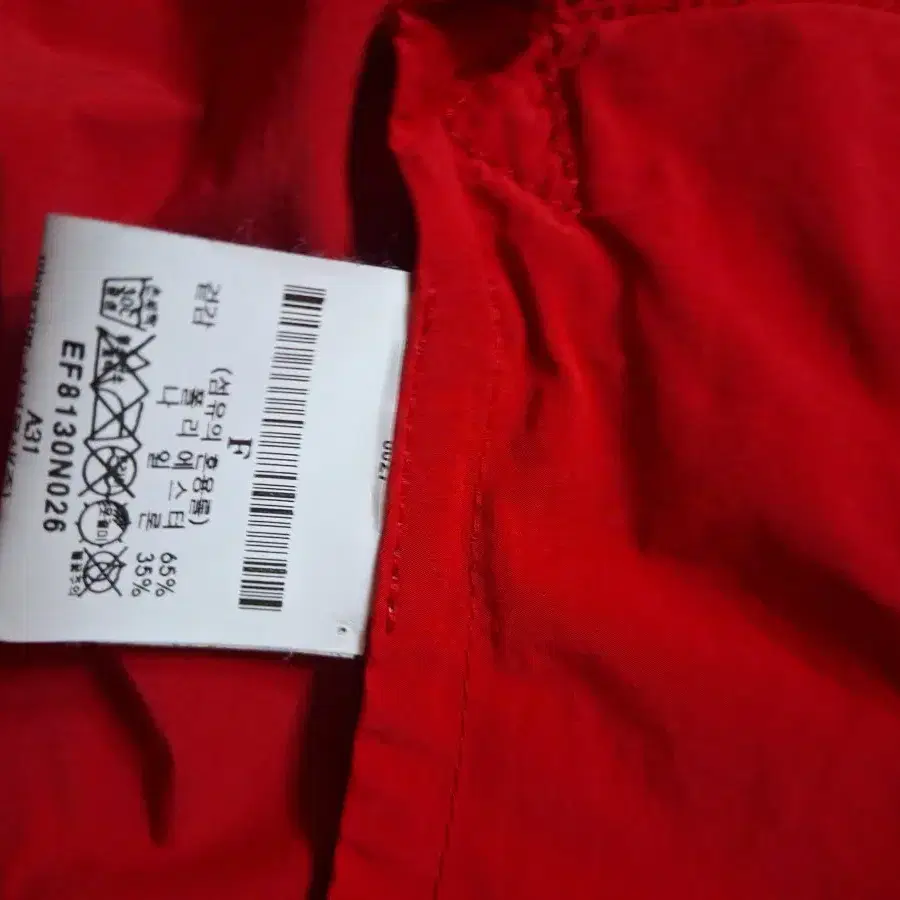 F
(섬유의 혼용률)
겉감
폴리에스터 65%
나일론 35%
30℃
EF8130N026
A31